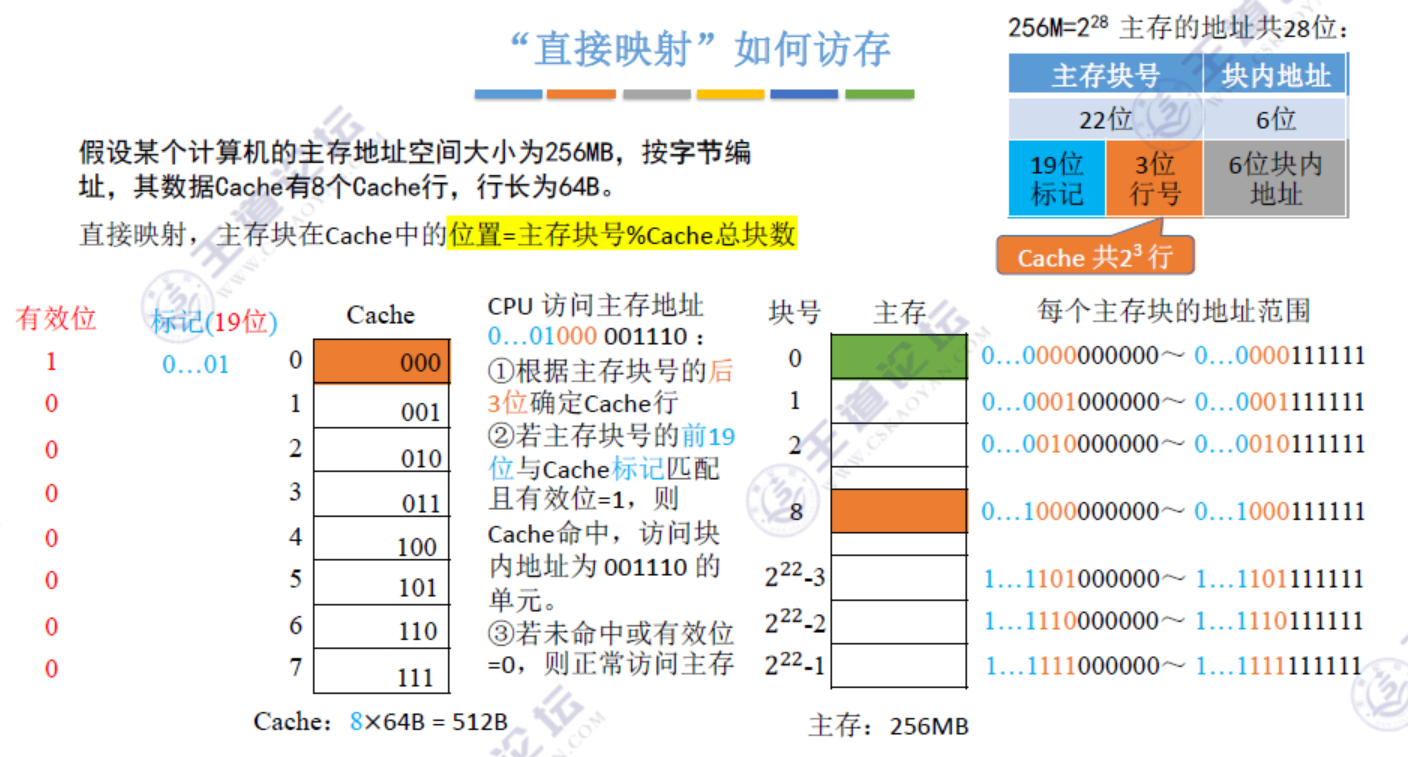 “直接映射”如何访存
256M=2²⁸ 主存的地址共28位：
主存块号 块内地址
22位 6位
19位标记 3位行号 6位块内地址
Cache 共2³ 行
假设某个计算机的主存地址空间大小为256MB，按字节编
址，其数据Cache有8个Cache行，行长为64B。
直接映射，主存块在Cache中的位置=主存块号%Cache总块数
有效位 标记(19位) Cache
1 0…01 0 000
0 1 001
0 2 010
0 3 011
0 4 100
0 5 101
0 6 110
0 7 111
Cache：8×64B = 512B
CPU 访问主存地址
0…01000 001110：
①根据主存块号的后
3位确定Cache行
②若主存块号的前19
位与Cache标记匹配
且有效位=1，则
Cache命中，访问块
内地址为 001110 的
单元。
③若未命中或有效位
=0，则正常访问主存
块号 主存 每个主存块的地址范围
0 0…0000000000～ 0…0000111111
1 0…0001000000～ 0…0001111111
2 0…0010000000～ 0…0010111111
8 0…1000000000～ 0…1000111111
2²²-3 1…1101000000～ 1…1101111111
2²²-2 1…1110000000～ 1…1110111111
2²²-1 1…1111000000～ 1…1111111111
主存：256MB
王道论坛
WWW.CSKAOYAN.COM